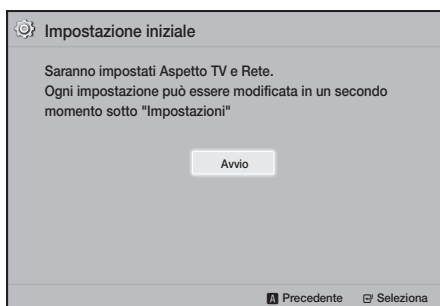 Impostazione iniziale
Saranno impostati Aspetto TV e Rete.
Ogni impostazione può essere modificata in un secondo
momento sotto "Impostazioni"
Avvio
A Precedente Seleziona